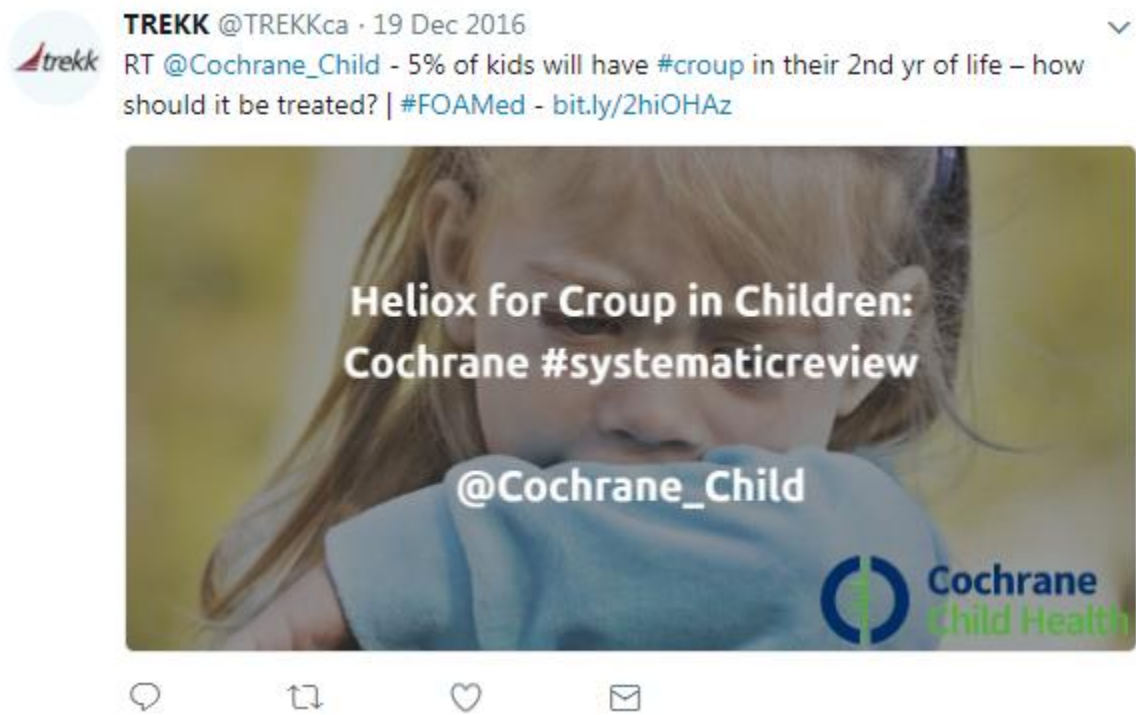 TREKK @TREKKca · 19 Dec 2016
trekk
RT @Cochrane_Child - 5% of kids will have #croup in their 2nd yr of life – how
should it be treated? | #FOAMed - bit.ly/2hiOHAz
Heliox for Croup in Children:
Cochrane #systematicreview
@Cochrane_Child
Cochrane
Child Health